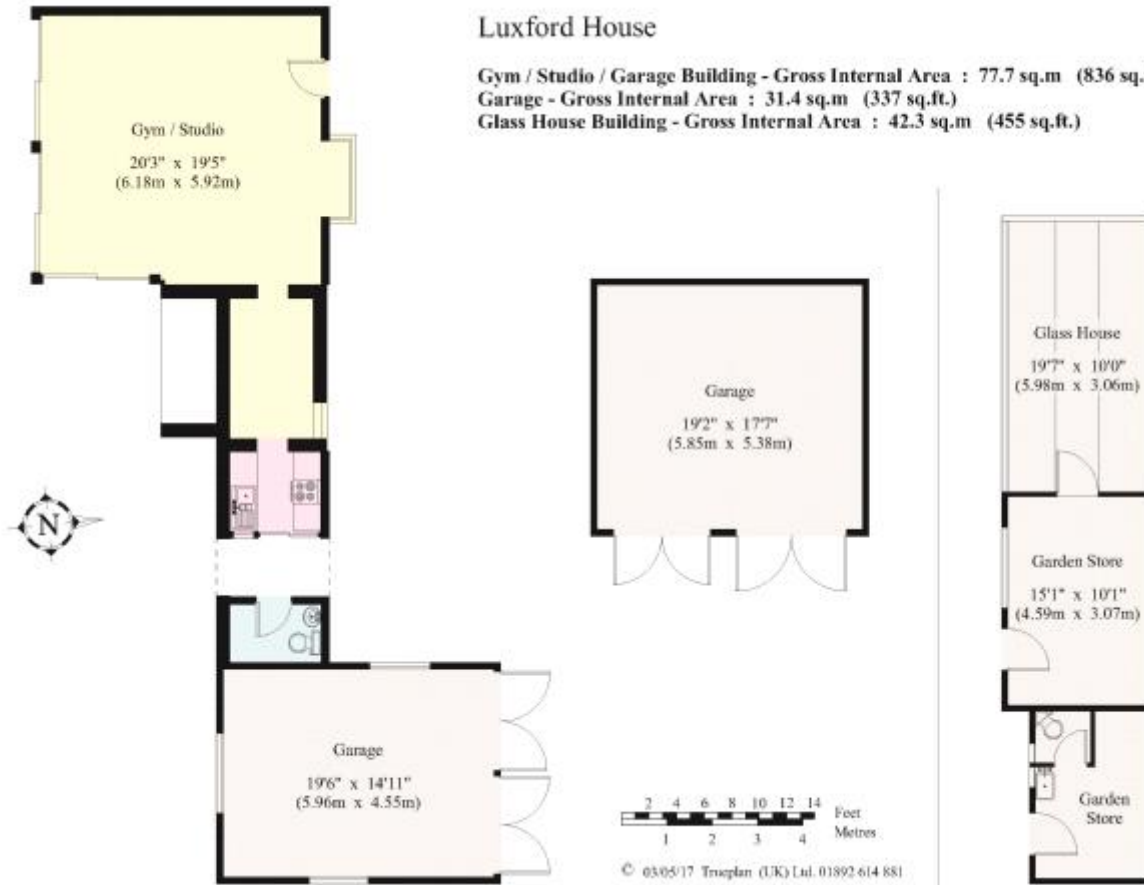 Luxford House
Gym / Studio / Garage Building - Gross Internal Area : 77.7 sq.m (836 sq.
Garage - Gross Internal Area : 31.4 sq.m (337 sq.ft.)
Glass House Building - Gross Internal Area : 42.3 sq.m (455 sq.ft.)
Gym / Studio
20'3" x 19'5"
(6.18m x 5.92m)
Garage
19'2" x 17'7"
(5.85m x 5.38m)
Glass House
19'7" x 10'0"
(5.98m x 3.06m)
N
Garden Store
15'1" x 10'1"
(4.59m x 3.07m)
Garage
19'6" x 14'11"
(5.96m x 4.55m)
Garden
Store
2 4 6 8 10 12 14 Feet
1 2 3 4 Metres
© 03/05/17 Trueplan (UK) Ltd. 01892 614 881